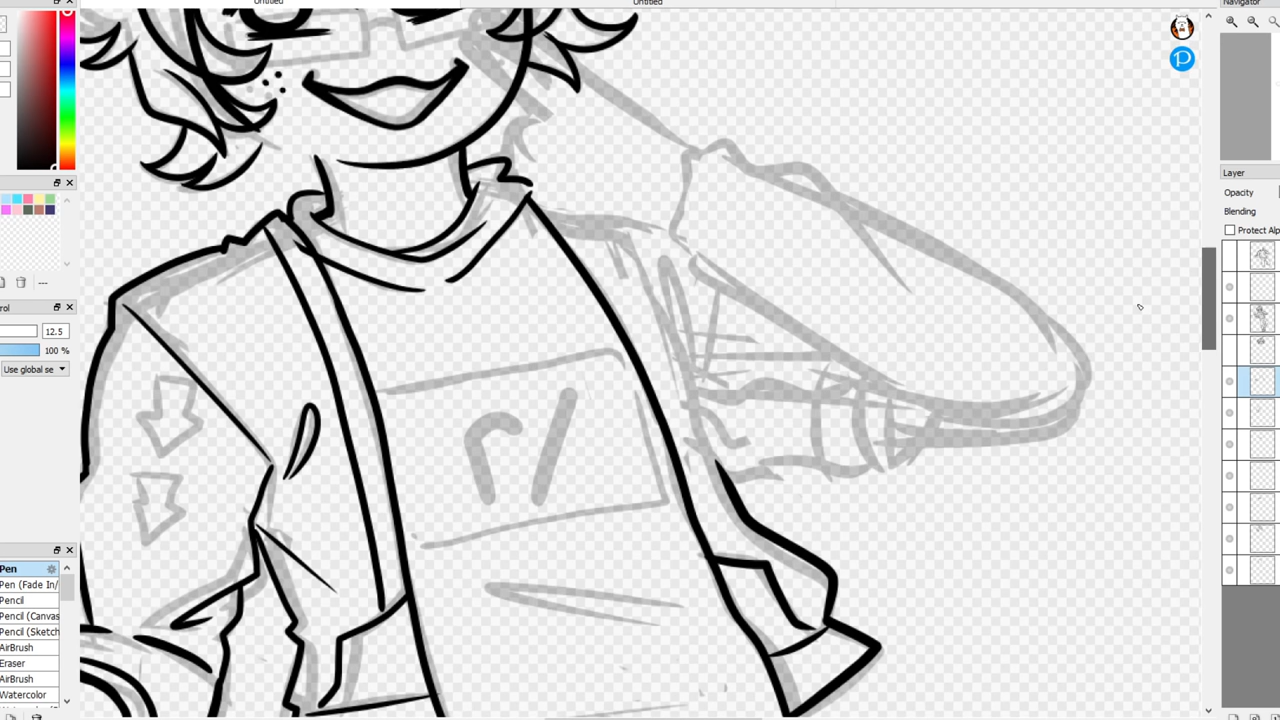 Untitled
Untitled
Navigator
Layer
Opacity
Blending
Protect Alp
rol
12.5
100 %
Use global se
r/
---
Pen
Pen (Fade In/
Pencil
Pencil (Canvas
Pencil (Sketch
AirBrush
Eraser
AirBrush
Watercolor
P